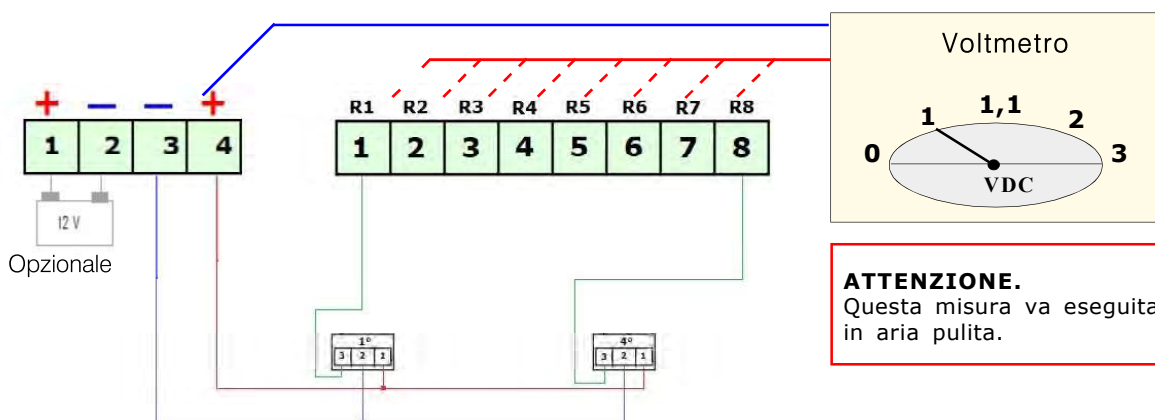 Voltmetro
0 1 1,1 2 3
VDC
+ — — +
1 2 3 4
12 V
Opzionale
R1 R2 R3 R4 R5 R6 R7 R8
1 2 3 4 5 6 7 8
ATTENZIONE.
Questa misura va eseguita
in aria pulita.
1º
3 2 1
4º
3 2 1